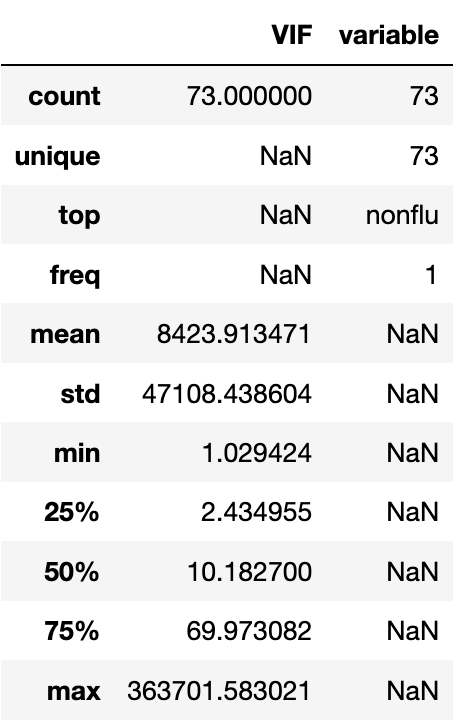 VIF variable
count 73.000000 73
unique NaN 73
top NaN nonflu
freq NaN 1
mean 8423.913471 NaN
std 47108.438604 NaN
min 1.029424 NaN
25% 2.434955 NaN
50% 10.182700 NaN
75% 69.973082 NaN
max 363701.583021 NaN